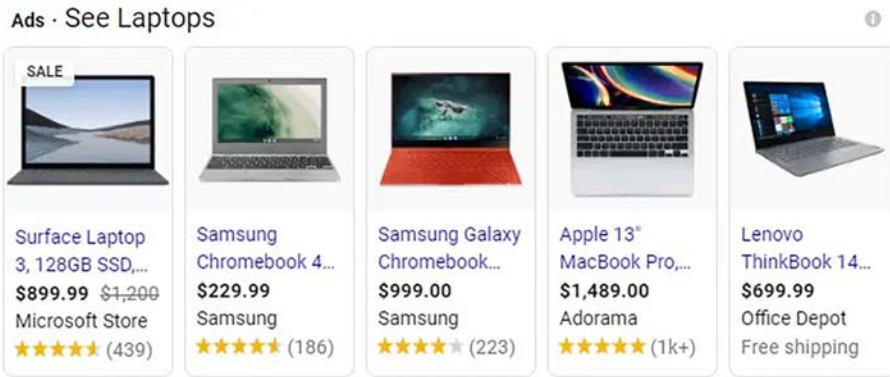 Ads · See Laptops
SALE
Surface Laptop
3, 128GB SSD,...
$899.99 $1,200
Microsoft Store
(439)
Samsung
Chromebook 4...
$229.99
Samsung
(186)
Samsung Galaxy
Chromebook...
$999.00
Samsung
(223)
Apple 13"
MacBook Pro,...
$1,489.00
Adorama
(1k+)
Lenovo
ThinkBook 14...
$699.99
Office Depot
Free shipping